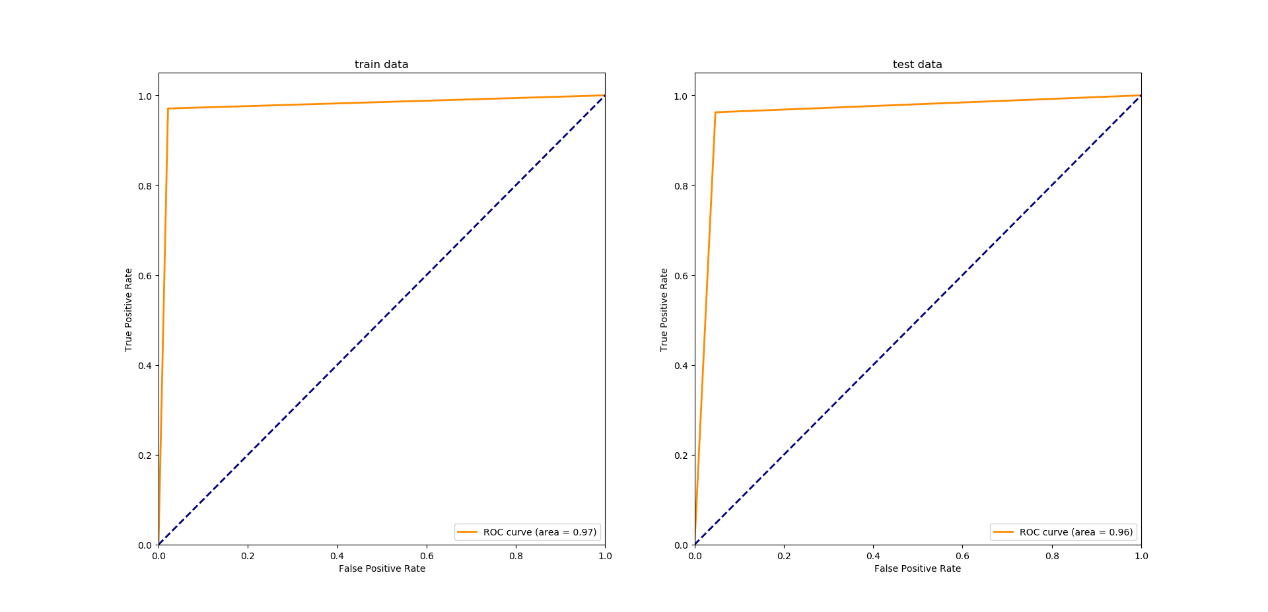 train data
True Positive Rate
1.0
0.8
0.6
0.4
0.2
0.0
0.0 0.2 0.4 0.6 0.8 1.0
False Positive Rate
ROC curve (area = 0.97)
test data
True Positive Rate
1.0
0.8
0.6
0.4
0.2
0.0
0.0 0.2 0.4 0.6 0.8 1.0
False Positive Rate
ROC curve (area = 0.96)